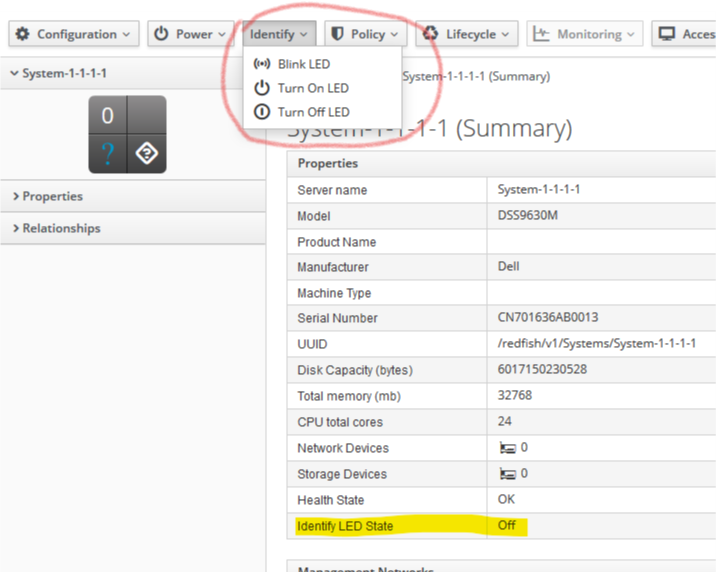 Configuration Power Identify Policy Lifecycle Monitoring Acces
System-1-1-1-1
Blink LED
Turn On LED
Turn Off LED
System-1-1-1-1 (Summary)
0
?
System-1-1-1-1 (Summary)
Properties
Relationships
Properties
Server name System-1-1-1-1
Model DSS9630M
Product Name
Manufacturer Dell
Machine Type
Serial Number CN701636AB0013
UUID /redfish/v1/Systems/System-1-1-1-1
Disk Capacity (bytes) 6017150230528
Total memory (mb) 32768
CPU total cores 24
Network Devices 0
Storage Devices 0
Health State OK
Identify LED State Off
Management Networks